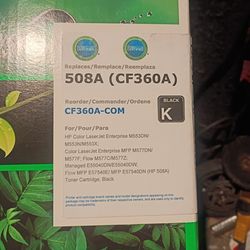 Replaces/Remplace/Reemplaza
508A (CF360A)
Reorder/Commander/Ordene
CF360A-COM
BLACK
K
For/Pour/Para
HP Color LaserJet Enterprise M553DN/
M553N/M553X;
Color LaserJet Enterprise MFP M577DN/
M577F; Flow M577C/M577Z;
Managed E55040DN/E55040DW;
Flow MFP E57540E/ MFP E57540DN (HP 508A)
Toner Cartridge, Black